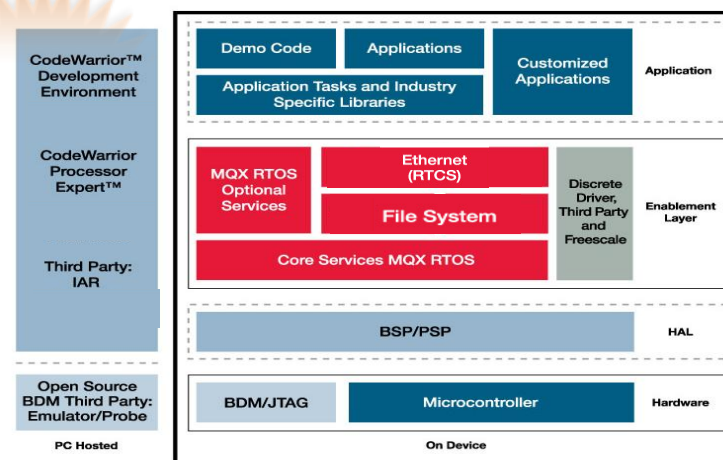 CodeWarrior™
Development
Environment
CodeWarrior
Processor
Expert™
Third Party:
IAR
Open Source
BDM Third Party:
Emulator/Probe
PC Hosted
Demo Code
Applications
Customized
Applications
Application Tasks and Industry
Specific Libraries
Application
MQX RTOS
Optional
Services
Ethernet
(RTCS)
File System
Core Services MQX RTOS
Discrete
Driver,
Third Party
and
Freescale
Enablement
Layer
BSP/PSP
HAL
BDM/JTAG
Microcontroller
Hardware
On Device